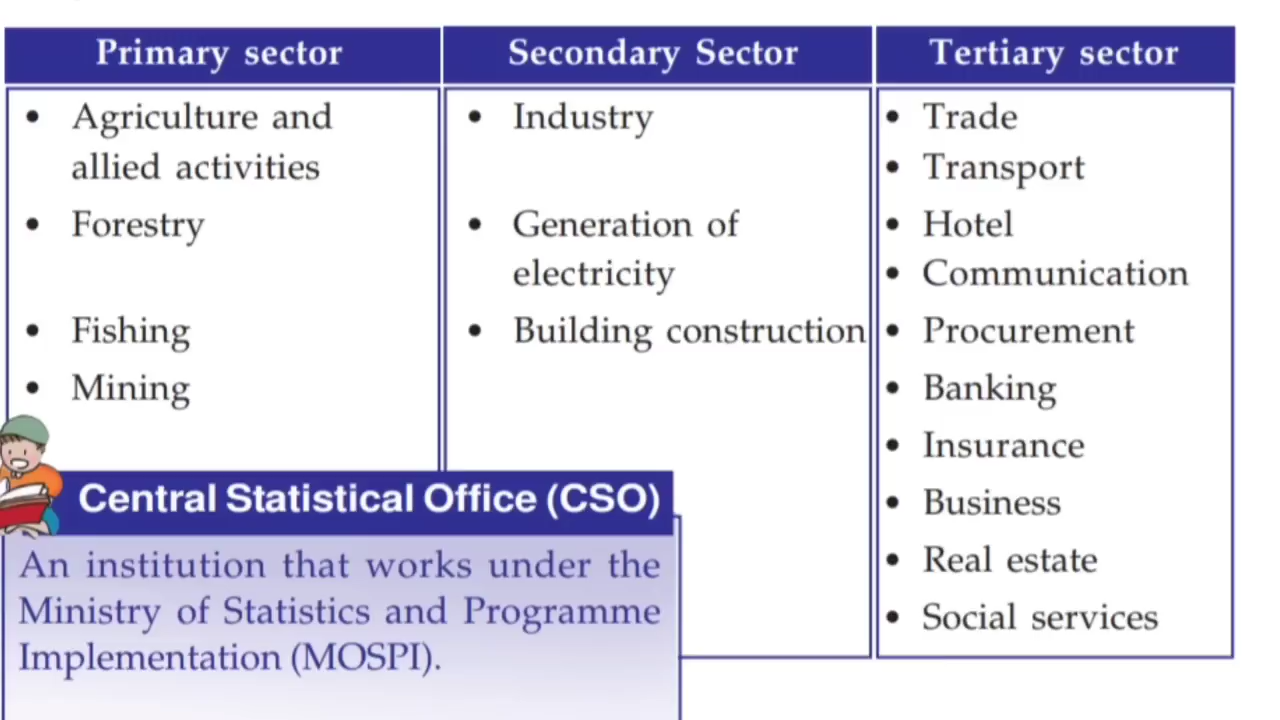 Primary sector
Secondary Sector
Tertiary sector
• Agriculture and
allied activities
• Forestry
• Fishing
• Mining
• Industry
• Generation of
electricity
• Building construction
• Trade
• Transport
• Hotel
• Communication
• Procurement
• Banking
• Insurance
• Business
• Real estate
• Social services
Central Statistical Office (CSO)
An institution that works under the
Ministry of Statistics and Programme
Implementation (MOSPI).